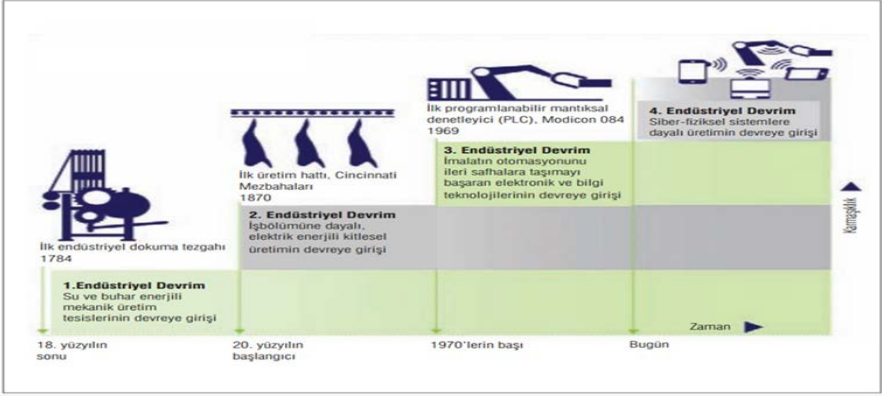 İlk programlanabilir mantıksal
denetleyici (PLC), Modicon 084
1969
4. Endüstriyel Devrim
Siber-fiziksel sistemlere
dayalı üretimin devreye girişi
3. Endüstriyel Devrim
İmalatın otomasyonunu
ileri safhalara taşımayı
başaran elektronik ve bilgi
teknolojilerinin devreye girişi
İlk üretim hattı, Cincinnati
Mezbahaları
1870
2. Endüstriyel Devrim
İşbölümüne dayalı,
elektrik enerjili kitlesel
üretimin devreye girişi
İlk endüstriyel dokuma tezgahı
1784
1.Endüstriyel Devrim
Su ve buhar enerjili
mekanik üretim
tesislerinin devreye girişi
Karmaşıklık
Zaman
18. yüzyılın
sonu
20. yüzyılın
başlangıcı
1970'lerin başı
Bugün